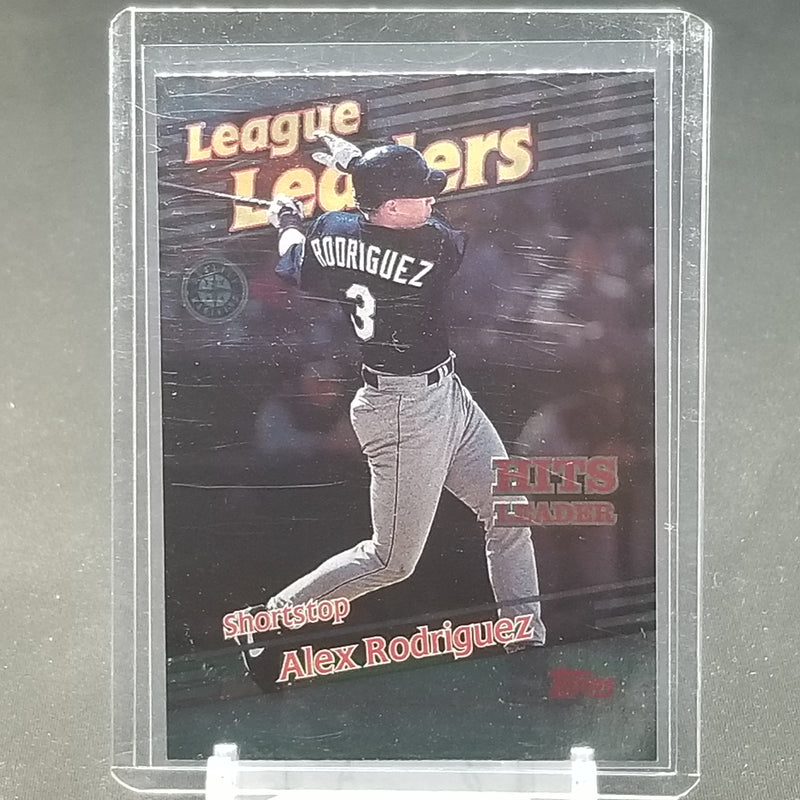 League
Leaders
RODRIGUEZ
3
HITS
LEADER
Shortstop
Alex Rodriguez
Topps